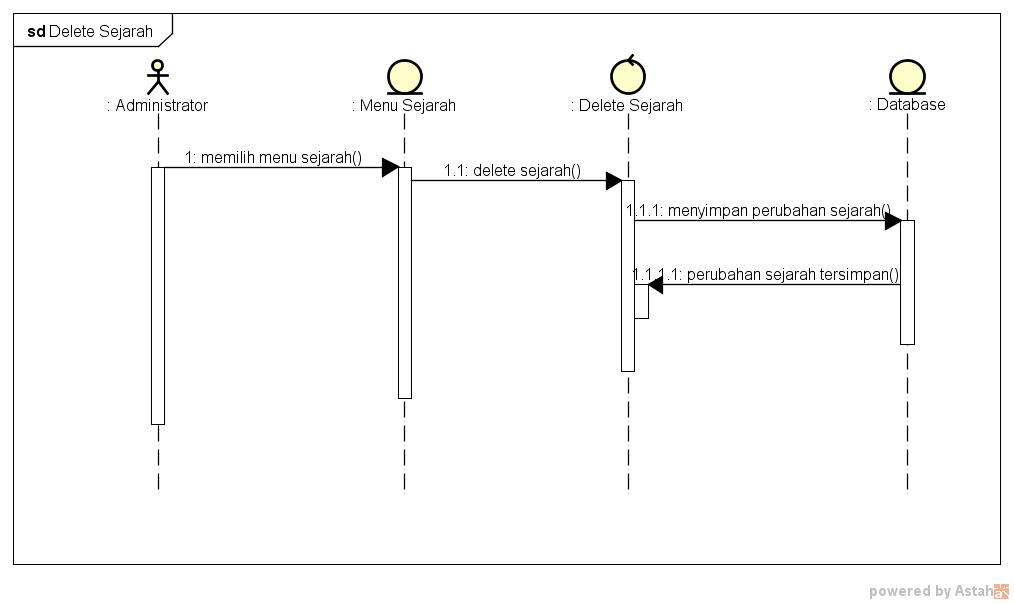 sd Delete Sejarah
: Administrator
: Menu Sejarah
: Delete Sejarah
: Database
1: memilih menu sejarah()
1.1: delete sejarah()
1.1.1: menyimpan perubahan sejarah()
1.1.1.1: perubahan sejarah tersimpan()
powered by Astah